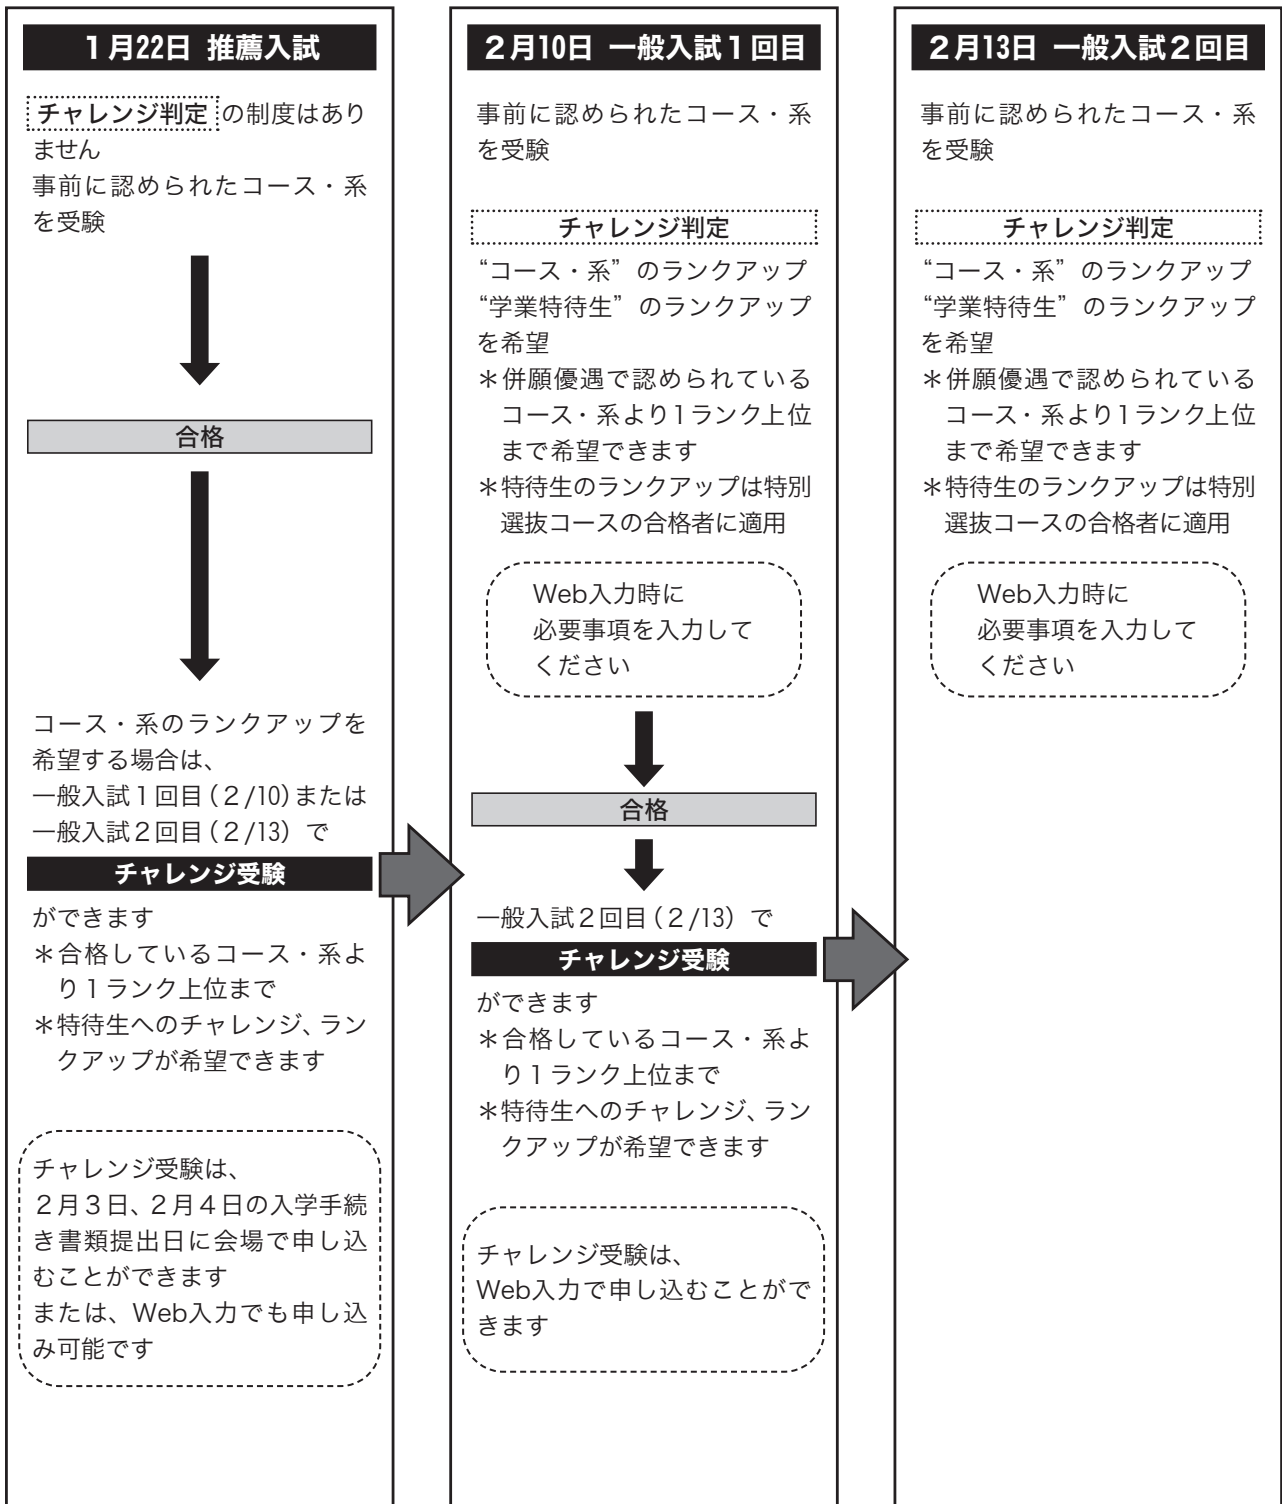 １月22日 推薦入試
チャレンジ判定の制度はあり
ません
事前に認められたコース・系
を受験
合格
コース・系のランクアップを
希望する場合は、
一般入試１回目（２/10）または
一般入試２回目（２/13）で
チャレンジ受験
ができます
＊合格しているコース・系よ
り１ランク上位まで
＊特待生へのチャレンジ、ラン
クアップが希望できます
チャレンジ受験は、
２月３日、２月４日の入学手続
き書類提出日に会場で申し込
むことができます
または、Web入力でも申し込
み可能です
２月10日 一般入試１回目
事前に認められたコース・系
を受験
チャレンジ判定
“コース・系”のランクアップ
“学業特待生”のランクアップ
を希望
＊併願優遇で認められている
コース・系より1ランク上位
まで希望できます
＊特待生のランクアップは特別
選抜コースの合格者に適用
Web入力時に
必要事項を入力して
ください
合格
一般入試２回目（２/13）で
チャレンジ受験
ができます
＊合格しているコース・系よ
り１ランク上位まで
＊特待生へのチャレンジ、ラン
クアップが希望できます
チャレンジ受験は、
Web入力で申し込むことがで
きます
２月13日 一般入試２回目
事前に認められたコース・系
を受験
チャレンジ判定
“コース・系”のランクアップ
“学業特待生”のランクアップ
を希望
＊併願優遇で認められている
コース・系より1ランク上位
まで希望できます
＊特待生のランクアップは特別
選抜コースの合格者に適用
Web入力時に
必要事項を入力して
ください